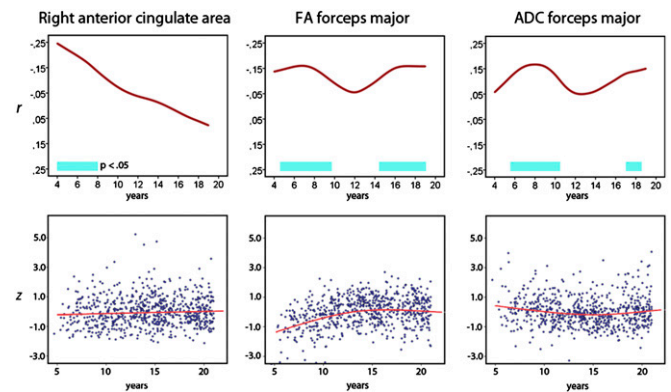 Right anterior cingulate area FA forceps major ADC forceps major
-.25 -.25 -.25
-.15 -.15 -.15
-.05 -.05 -.05
r
.05 .05 .05
.15 .15 .15
p < .05
.25 .25 .25
4 6 8 10 12 14 16 18 20 4 6 8 10 12 14 16 18 20 4 6 8 10 12 14 16 18 20
years years years
5.0 5.0 5.0
3.0 3.0 3.0
z
1.0 1.0 1.0
-1.0 -1.0 -1.0
-3.0 -3.0 -3.0
5 10 15 20 5 10 15 20 5 10 15 20
years years years